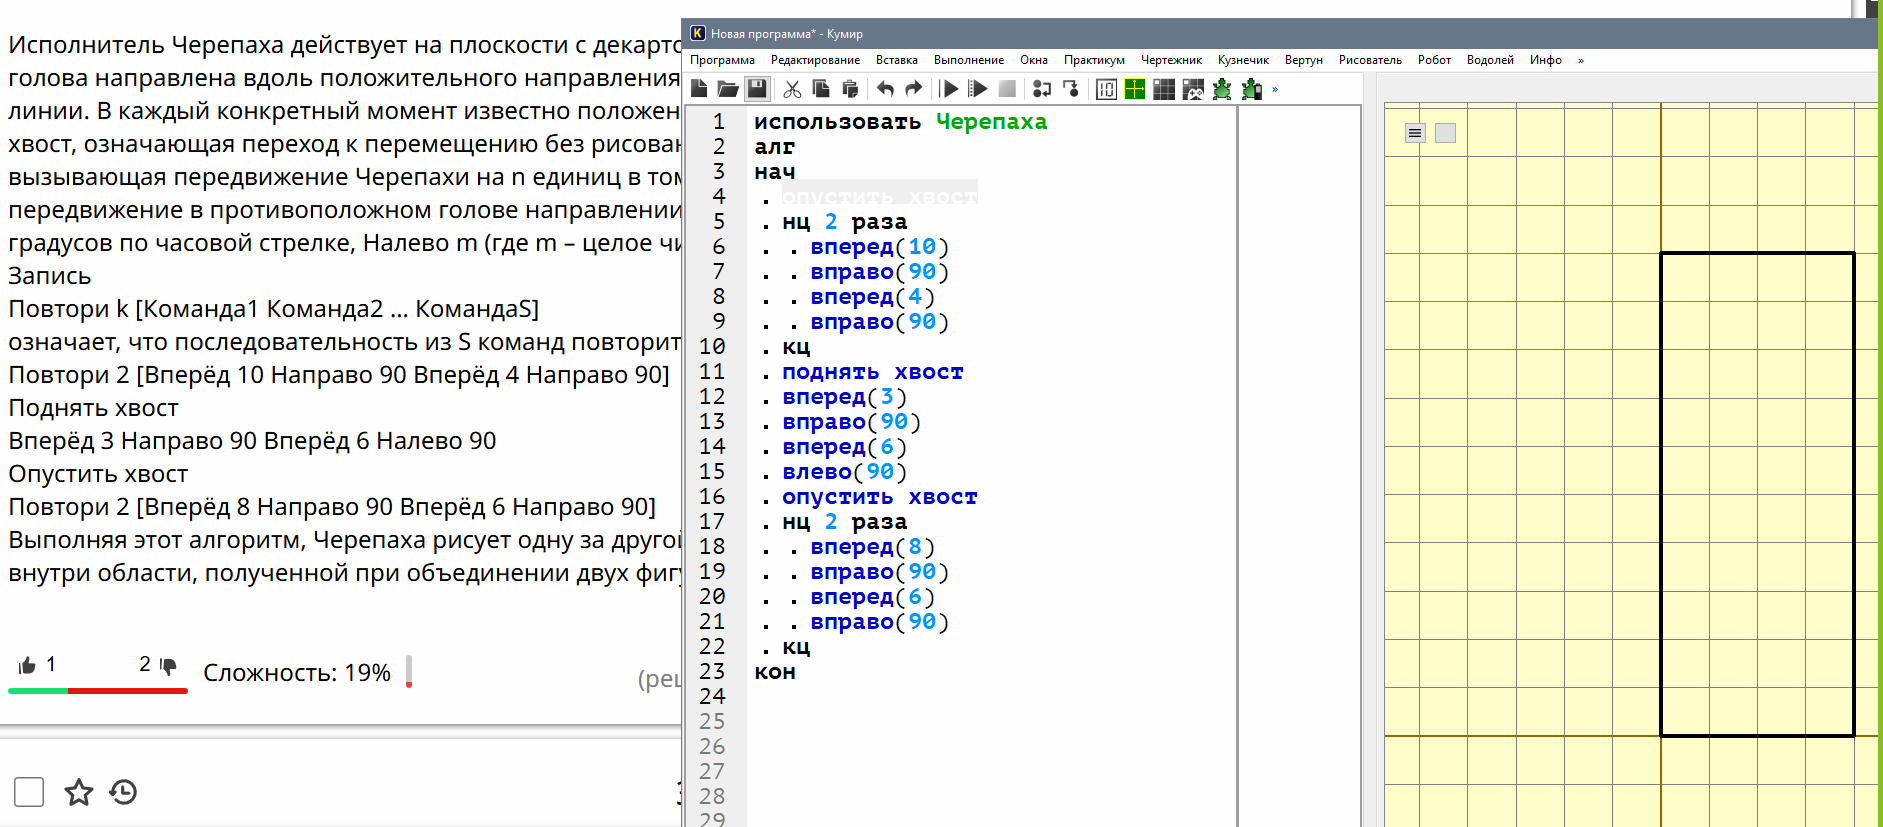 Исполнитель Черепаха действует на плоскости с декарто
голова направлена вдоль положительного направления
линии. В каждый конкретный момент известно положен
хвост, означающая переход к перемещению без рисован
вызывающая передвижение Черепахи на n единиц в том
передвижение в противоположном голове направлении
градусов по часовой стрелке, Налево m (где m – целое чи
Запись
Повтори k [Команда1 Команда2 … КомандаS]
означает, что последовательность из S команд повторит
Повтори 2 [Вперёд 10 Направо 90 Вперёд 4 Направо 90]
Поднять хвост
Вперёд 3 Направо 90 Вперёд 6 Налево 90
Опустить хвост
Повтори 2 [Вперёд 8 Направо 90 Вперёд 6 Направо 90]
Выполняя этот алгоритм, Черепаха рисует одну за другой
внутри области, полученной при объединении двух фигу
1
2
Сложность: 19%
(реш
Новая программа* - Кумир
Программа Редактирование Вставка Выполнение Окна Практикум Чертежник Кузнечик Вертун Рисователь Робот Водолей Инфо »
»
1 использовать Черепаха
2 алг
3 нач
4 . опустить хвост
5 . нц 2 раза
6 . . вперед(10)
7 . . вправо(90)
8 . . вперед(4)
9 . . вправо(90)
10 . кц
11 . поднять хвост
12 . вперед(3)
13 . вправо(90)
14 . вперед(6)
15 . влево(90)
16 . опустить хвост
17 . нц 2 раза
18 . . вперед(8)
19 . . вправо(90)
20 . . вперед(6)
21 . . вправо(90)
22 . кц
23 кон
24
25
26
27
28
29